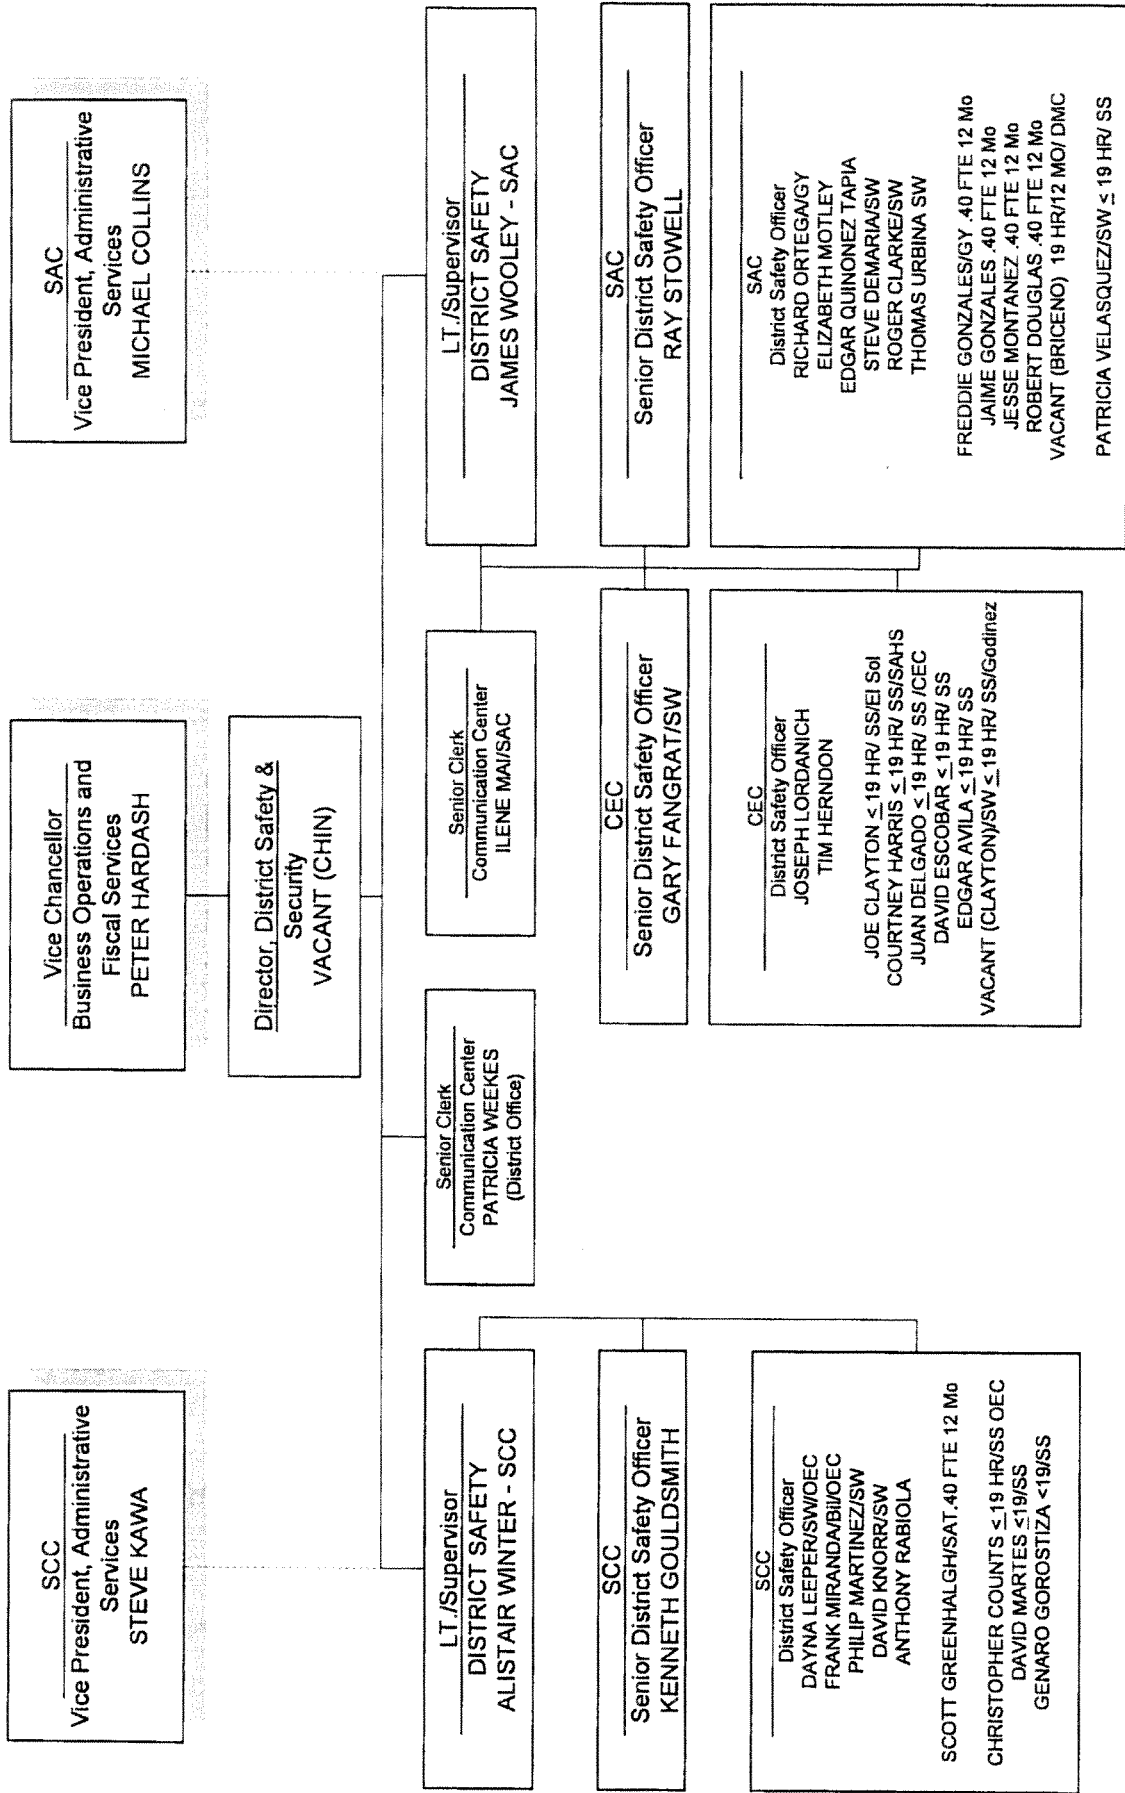 SCC
Vice President, Administrative
Services
STEVE KAWA
Vice Chancellor
Business Operations and
Fiscal Services
PETER HARDASH
SAC
Vice President, Administrative
Services
MICHAEL COLLINS
Director, District Safety &
Security
VACANT (CHIN)
LT./Supervisor
DISTRICT SAFETY
ALISTAIR WINTER - SCC
Senior Clerk
Communication Center
PATRICIA WEEKES
(District Office)
Senior Clerk
Communication Center
ILENE MAI/SAC
LT./Supervisor
DISTRICT SAFETY
JAMES WOOLEY - SAC
SCC
Senior District Safety Officer
KENNETH GOULDSMITH
CEC
Senior District Safety Officer
GARY FANGRAT/SW
SAC
Senior District Safety Officer
RAY STOWELL
SCC
District Safety Officer
DAYNA LEEPER/SW/OEC
FRANK MIRANDA/Bil/OEC
PHILIP MARTINEZ/SW
DAVID KNORR/SW
ANTHONY RABIOLA
SCOTT GREENHALGH/SAT.40 FTE 12 Mo
CHRISTOPHER COUNTS ≤19 HR/SS OEC
DAVID MARTES ≤19/SS
GENARO GOROSTIZA <19/SS
CEC
District Safety Officer
JOSEPH LORDANICH
TIM HERNDON
JOE CLAYTON ≤19 HR/ SS/El Sol
COURTNEY HARRIS ≤19 HR/ SS/SAHS
JUAN DELGADO ≤19 HR/ SS /CEC
DAVID ESCOBAR ≤19 HR/ SS
EDGAR AVILA ≤19 HR/ SS
VACANT (CLAYTON)/SW ≤19 HR/ SS/Godinez
SAC
District Safety Officer
RICHARD ORTEGA/GY
ELIZABETH MOTLEY
EDGAR QUINONEZ TAPIA
STEVE DEMARIA/SW
ROGER CLARKE/SW
THOMAS URBINA SW
FREDDIE GONZALES/GY .40 FTE 12 Mo
JAIME GONZALES .40 FTE 12 Mo
JESSE MONTANEZ .40 FTE 12 Mo
ROBERT DOUGLAS .40 FTE 12 Mo
VACANT (BRICENO) 19 HR/12 MO/ DMC
PATRICIA VELASQUEZ/SW ≤ 19 HR/ SS